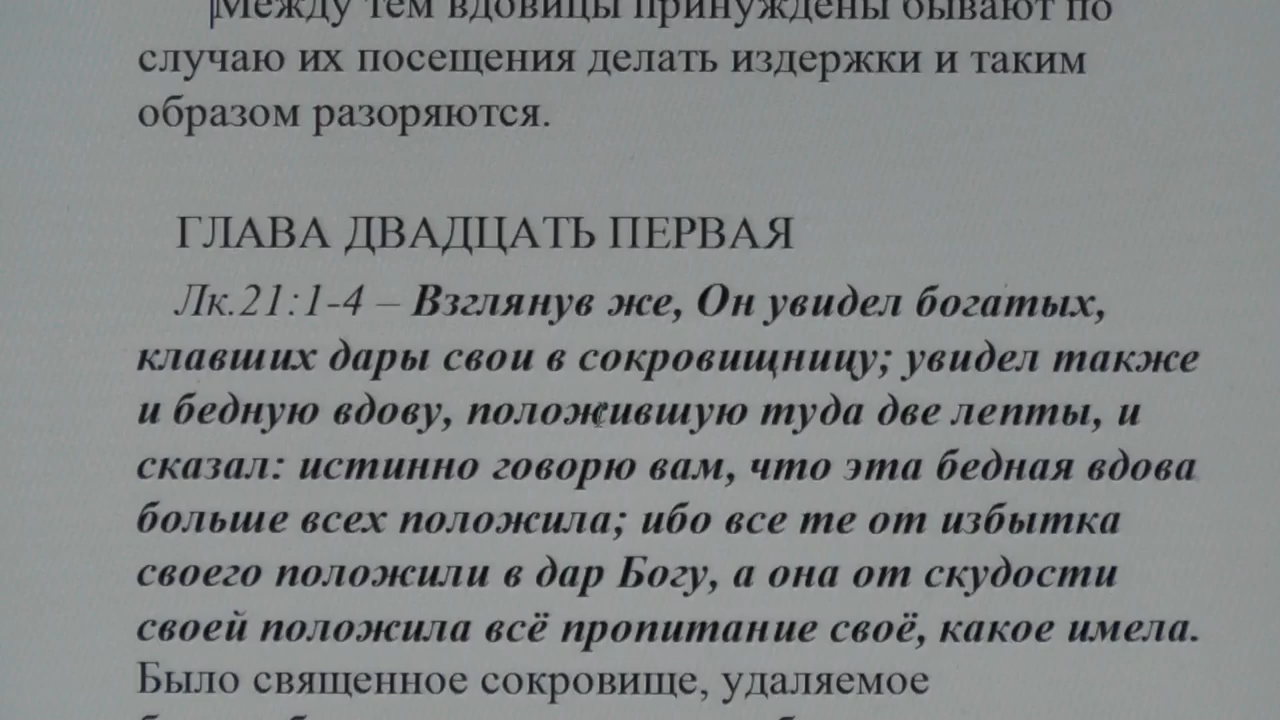 Между тем вдовицы принуждены бывают по
случаю их посещения делать издержки и таким
образом разоряются.
ГЛАВА ДВАДЦАТЬ ПЕРВАЯ
Лк.21:1-4 – Взглянув же, Он увидел богатых,
клавших дары свои в сокровищницу; увидел также
и бедную вдову, положившую туда две лепты, и
сказал: истинно говорю вам, что эта бедная вдова
больше всех положила; ибо все те от избытка
своего положили в дар Богу, а она от скудости
своей положила всё пропитание своё, какое имела.
Было священное сокровище, удаляемое